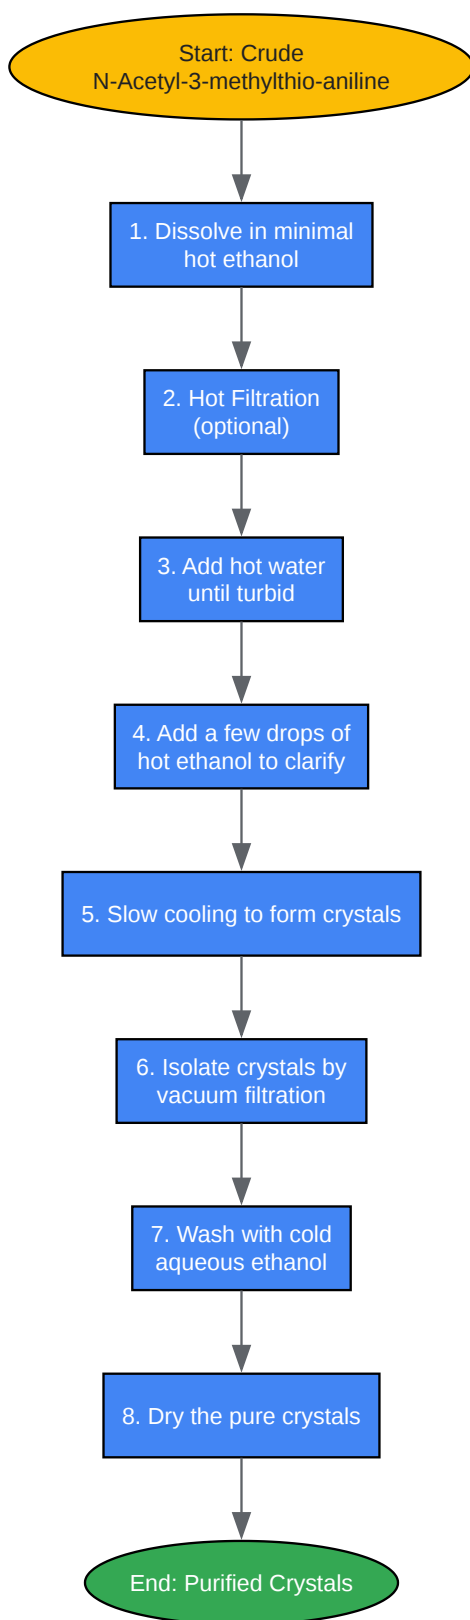 Start: Crude
N-Acetyl-3-methylthio-aniline
1. Dissolve in minimal
hot ethanol
2. Hot Filtration
(optional)
3. Add hot water
until turbid
4. Add a few drops of
hot ethanol to clarify
5. Slow cooling to form crystals
6. Isolate crystals by
vacuum filtration
7. Wash with cold
aqueous ethanol
8. Dry the pure crystals
End: Purified Crystals